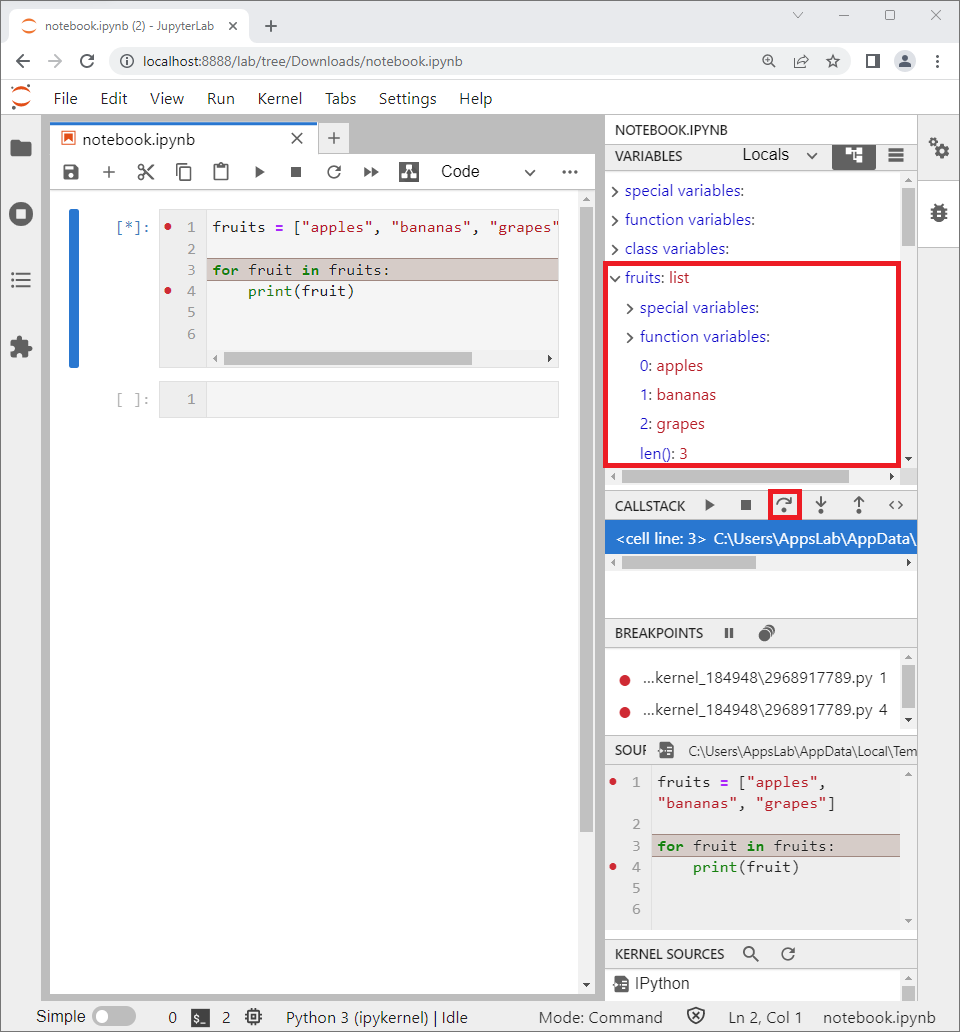 notebook.ipynb (2) - JupyterLab
localhost:8888/lab/tree/Downloads/notebook.ipynb
File Edit View Run Kernel Tabs Settings Help
notebook.ipynb
Code
[*]:
1 fruits = ["apples", "bananas", "grapes"
2
3 for fruit in fruits:
4 print(fruit)
5
6
[ ]:
1
NOTEBOOK.IPYNB
VARIABLES Locals
special variables:
function variables:
class variables:
fruits: list
special variables:
function variables:
0: apples
1: bananas
2: grapes
len(): 3
CALLSTACK
<cell line: 3> C:\Users\AppsLab\AppData\
BREAKPOINTS
...kernel_184948\2968917789.py 1
...kernel_184948\2968917789.py 4
SOUR C:\Users\AppsLab\AppData\Local\Tem
1 fruits = ["apples",
"bananas", "grapes"]
2
3 for fruit in fruits:
4 print(fruit)
5
6
KERNEL SOURCES
IPython
Simple 0 $_ 2 Python 3 (ipykernel) | Idle Mode: Command Ln 2, Col 1 notebook.ipynb